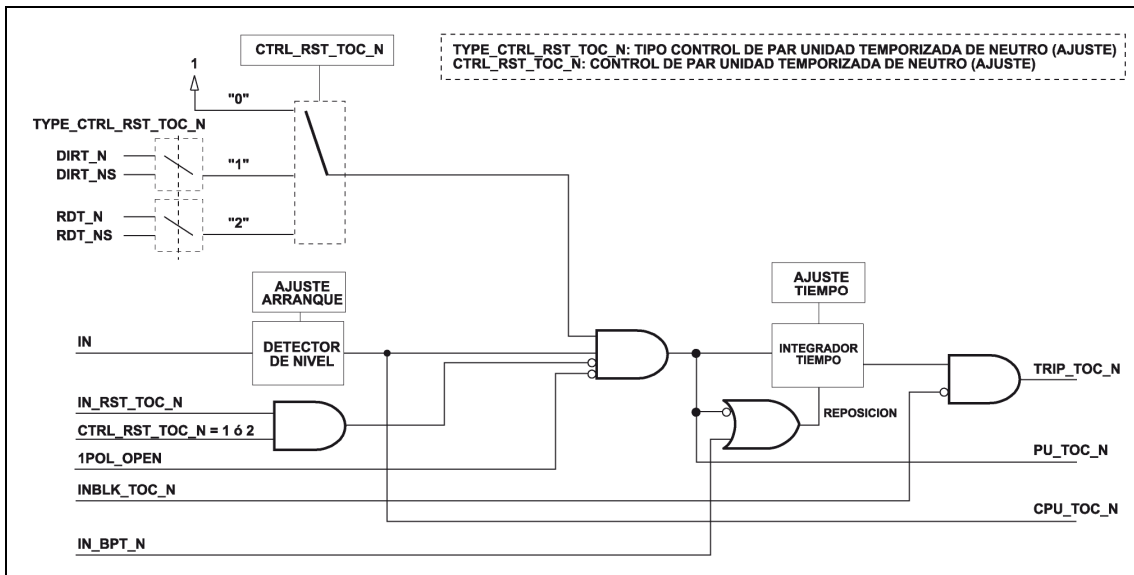 CTRL_RST_TOC_N
TYPE_CTRL_RST_TOC_N: TIPO CONTROL DE PAR UNIDAD TEMPORIZADA DE NEUTRO (AJUSTE)
CTRL_RST_TOC_N: CONTROL DE PAR UNIDAD TEMPORIZADA DE NEUTRO (AJUSTE)
1
"0"
TYPE_CTRL_RST_TOC_N
DIRT_N
DIRT_NS
"1"
RDT_N
RDT_NS
"2"
AJUSTE
ARRANQUE
AJUSTE
TIEMPO
IN
DETECTOR
DE NIVEL
INTEGRADOR
TIEMPO
TRIP_TOC_N
IN_RST_TOC_N
REPOSICION
CTRL_RST_TOC_N = 1 ó 2
1POL_OPEN
PU_TOC_N
INBLK_TOC_N
CPU_TOC_N
IN_BPT_N